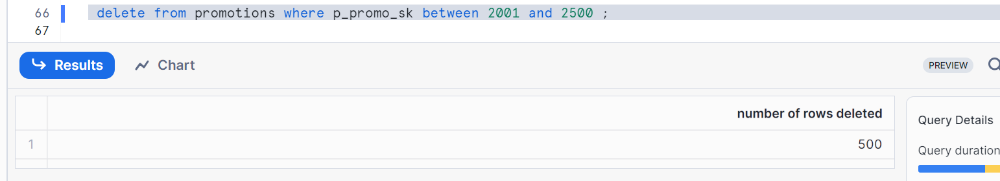 66 delete from promotions where p_promo_sk between 2001 and 2500 ;
67
Results Chart PREVIEW
number of rows deleted
1 500
Query Details
Query duration